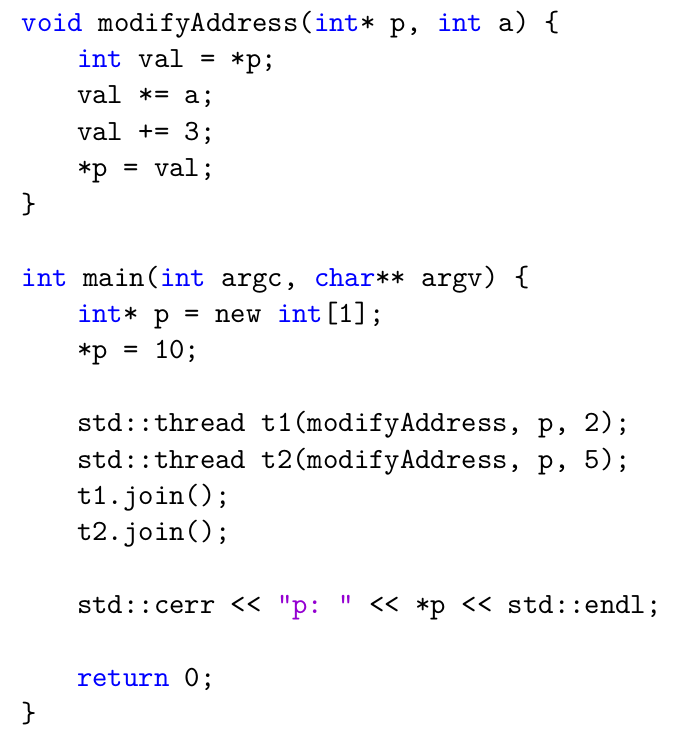 void modifyAddress(int* p, int a) {
    int val = *p;
    val *= a;
    val += 3;
    *p = val;
}

int main(int argc, char** argv) {
    int* p = new int[1];
    *p = 10;

    std::thread t1(modifyAddress, p, 2);
    std::thread t2(modifyAddress, p, 5);
    t1.join();
    t2.join();

    std::cerr << "p: " << *p << std::endl;

    return 0;
}